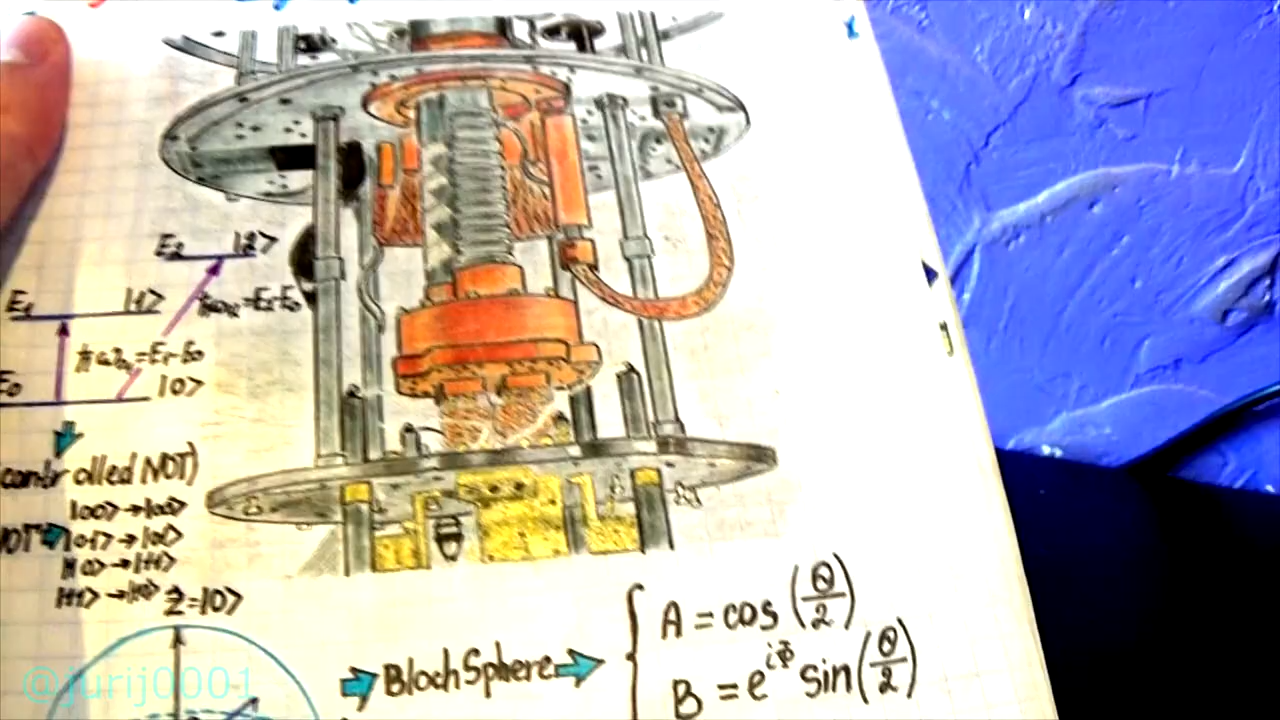 E₂ |2>
E₁ |1>
ħω₀₂=E₂-E₀
ħω₀₁=E₁-E₀
E₀ |0>
(controlled NOT)
|00>→|00>
NOT |01>→|01>
|10>→|11>
|11>→|10>
Z=|0>
A = cos (Θ/2)
Bloch Sphere
B = e^{iΦ} sin(Θ/2)
@jurij0001